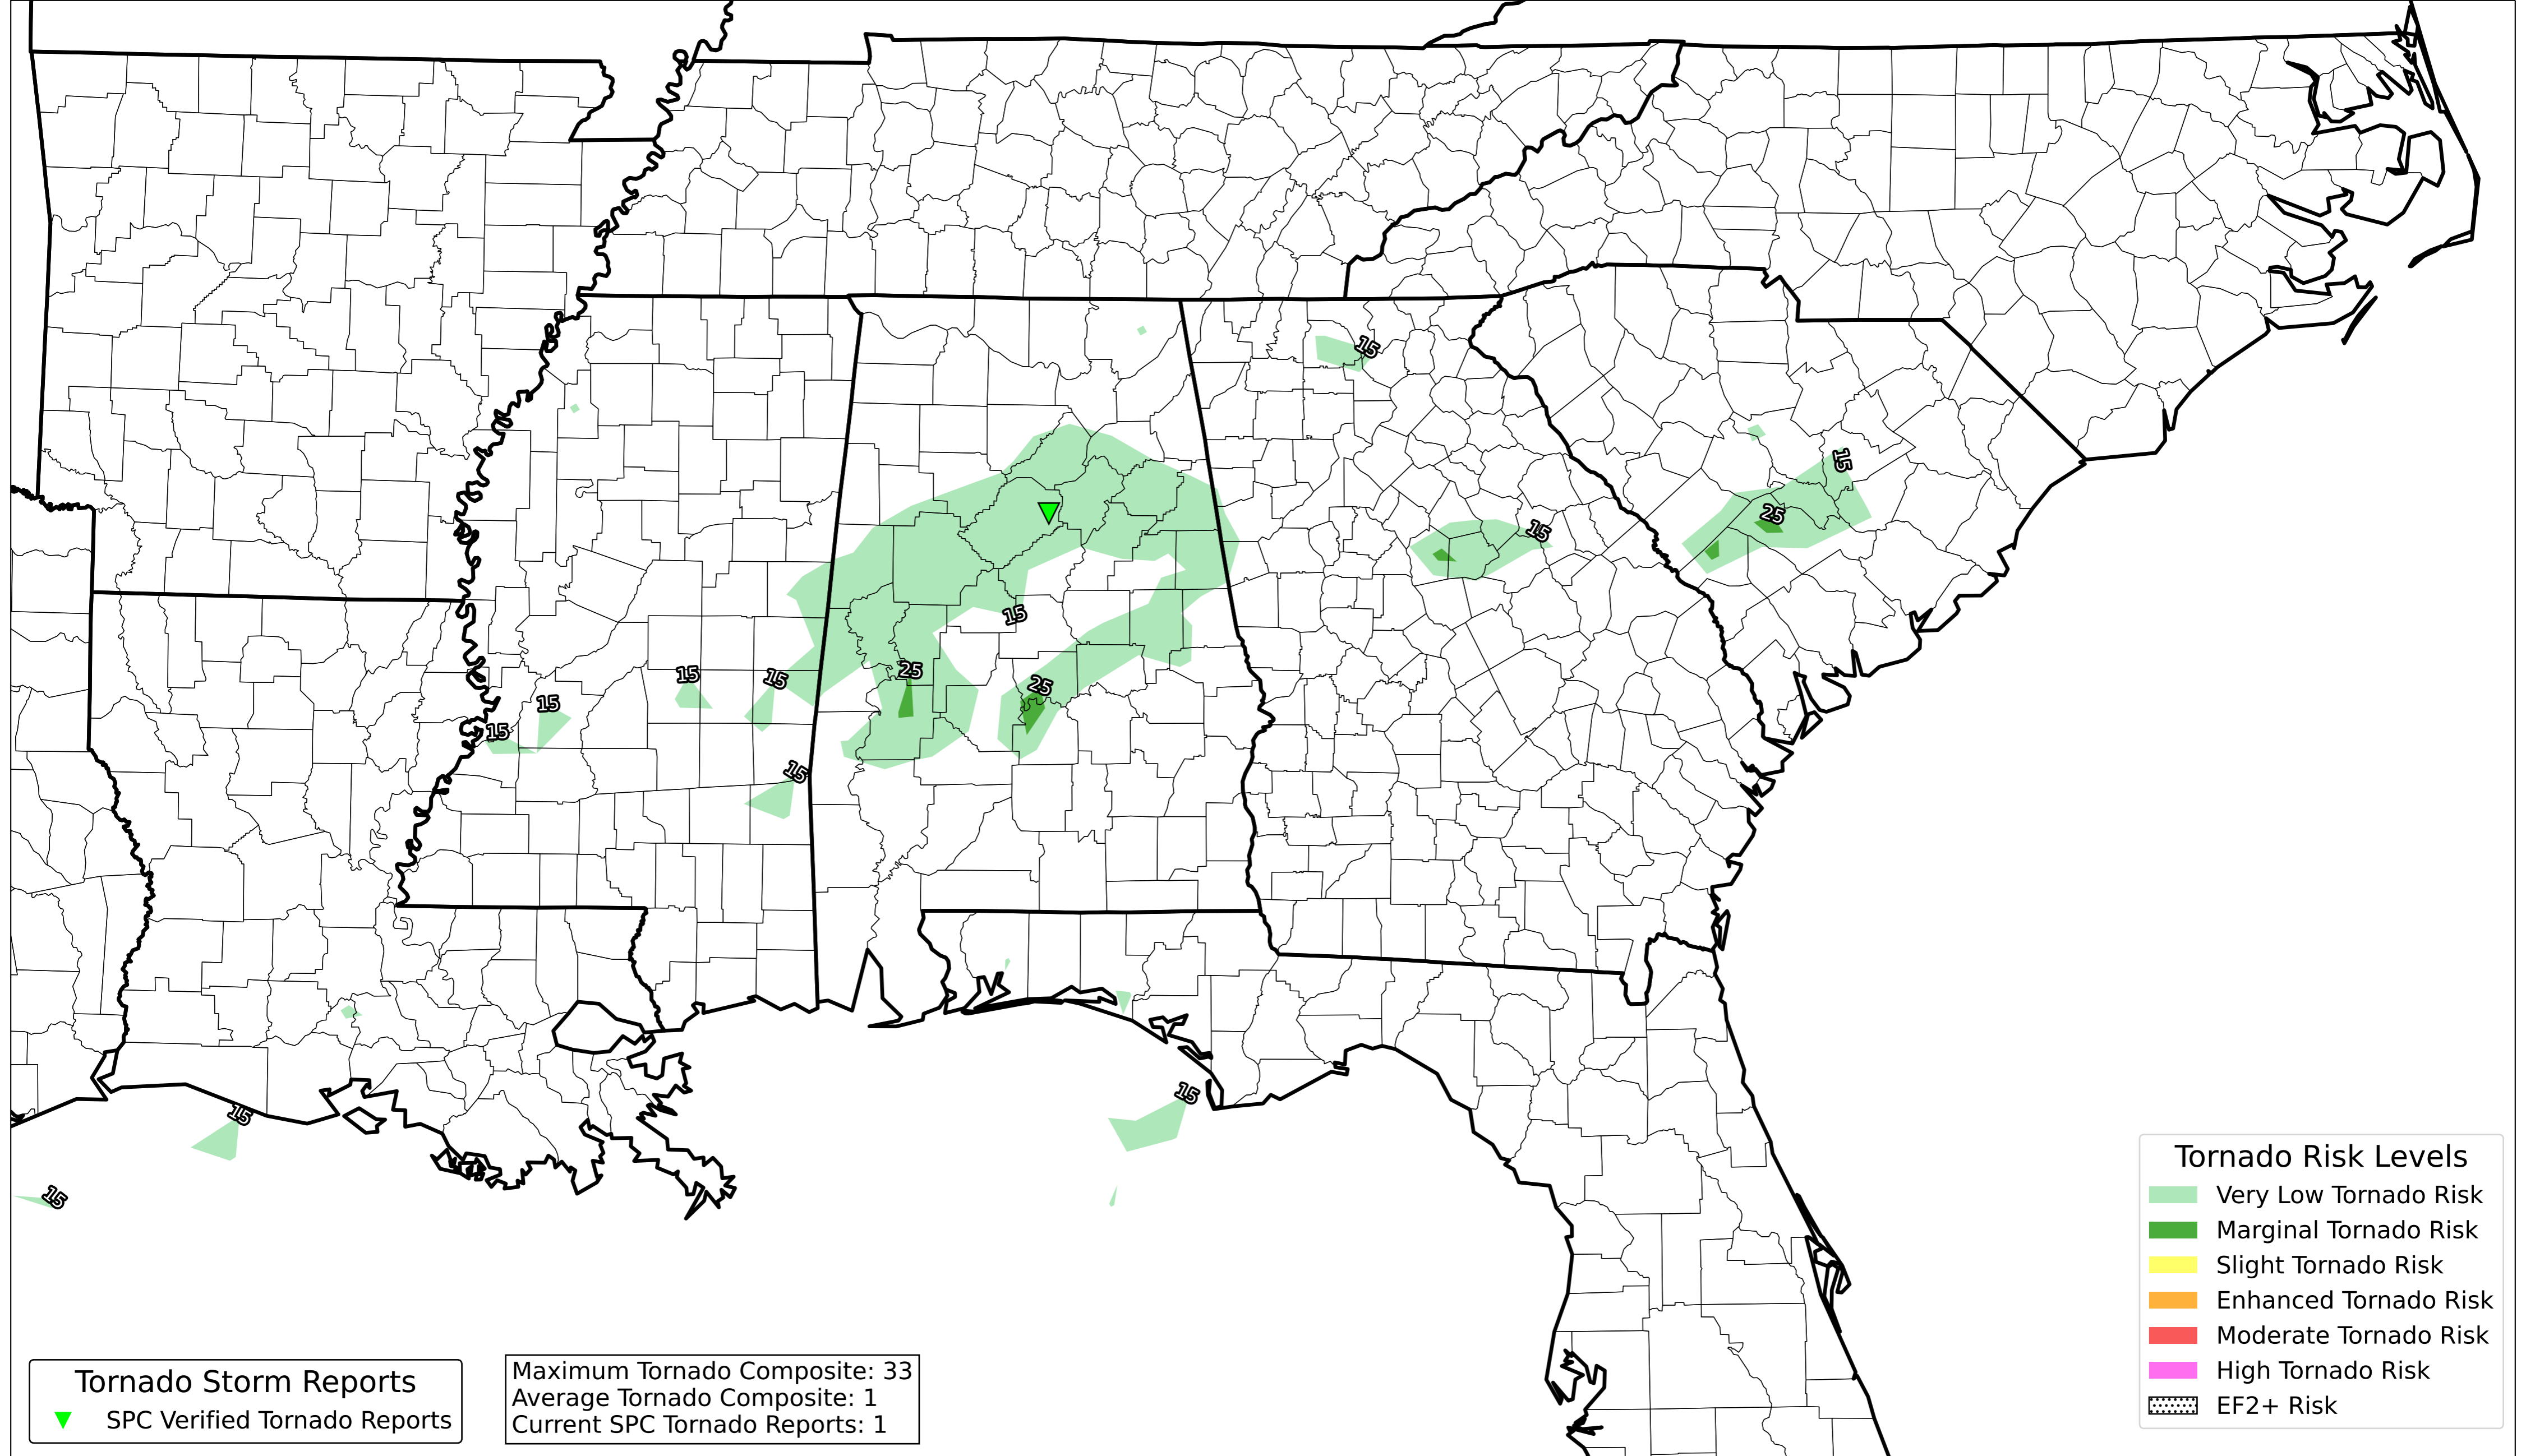 15
15
25
15
15
25
15
15
25
15
15
15
15
15
15
15
Tornado Risk Levels
Very Low Tornado Risk
Marginal Tornado Risk
Slight Tornado Risk
Enhanced Tornado Risk
Moderate Tornado Risk
High Tornado Risk
EF2+ Risk
Tornado Storm Reports
SPC Verified Tornado Reports
Maximum Tornado Composite: 33
Average Tornado Composite: 1
Current SPC Tornado Reports: 1